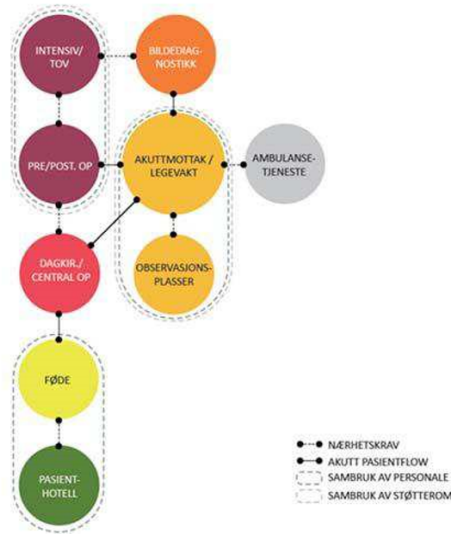 INTENSIV/
TOV
BILDEDIAG-
NOSTIKK
PRE/POST. OP
AKUTTMOTTAK /
LEGEVAKT
AMBULANSE-
TJENESTE
DAGKIR./
CENTRAL OP
OBSERVASJONS-
PLASSER
FØDE
PASIENT-
HOTELL
NÆRHETSKRAV
AKUTT PASIENTFLOW
SAMBRUK AV PERSONALE
SAMBRUK AV STØTTEROM